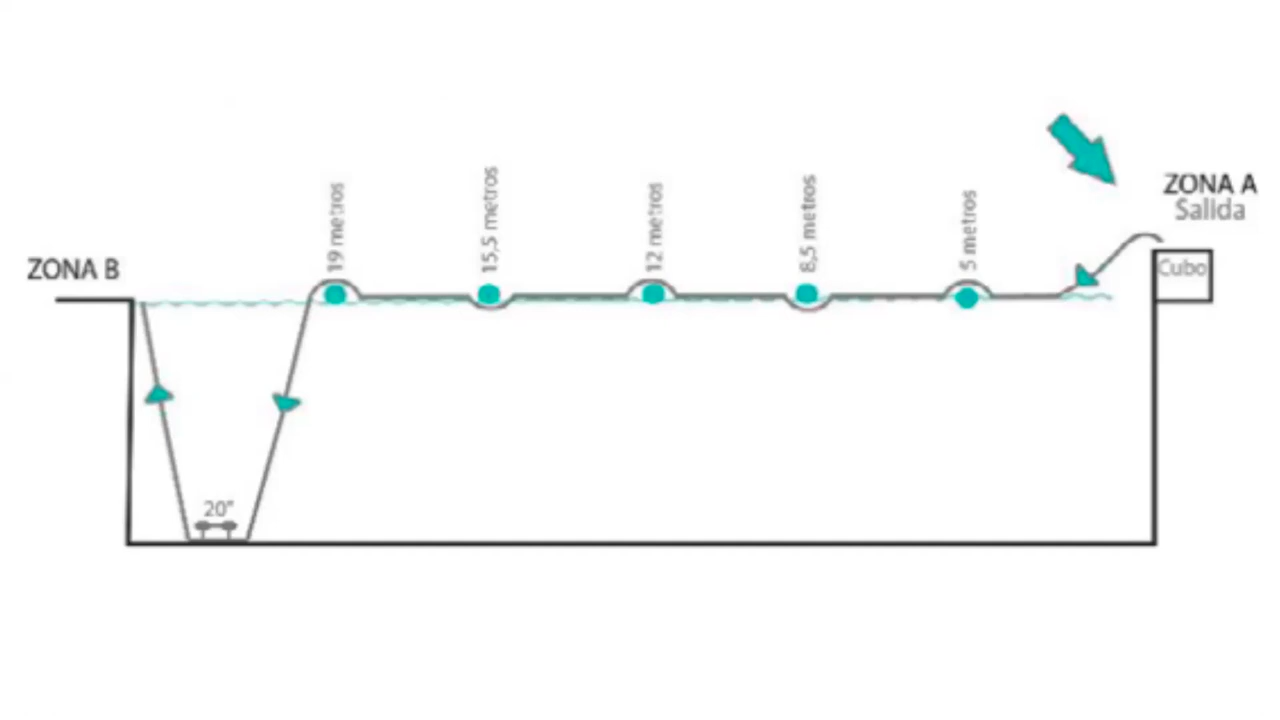 ZONA A
Salida
Cubo
ZONA B
19 metros
15,5 metros
12 metros
8,5 metros
5 metros
20"